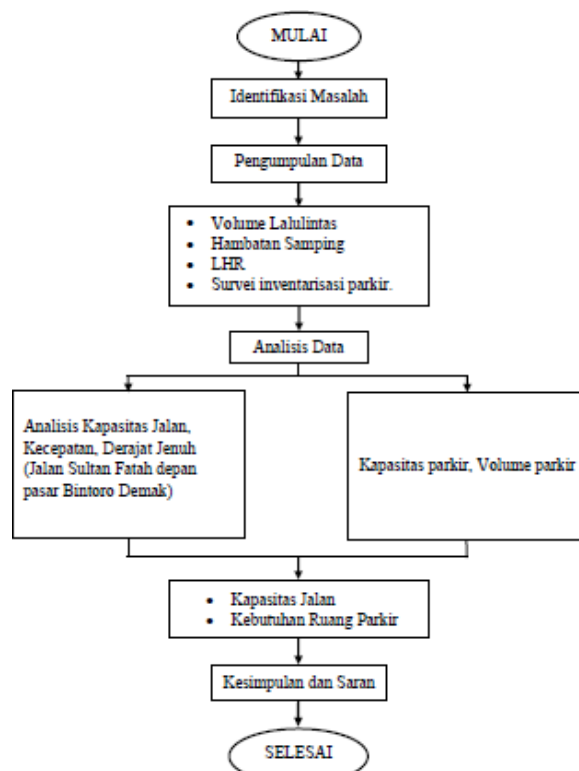 MULAI
Identifikasi Masalah
Pengumpulan Data
• Volume Lalulintas
• Hambatan Samping
• LHR
• Survei inventarisasi parkir.
Analisis Data
Analisis Kapasitas Jalan,
Kecepatan, Derajat Jenuh
(Jalan Sultan Fatah depan
pasar Bintoro Demak)
Kapasitas parkir, Volume parkir
• Kapasitas Jalan
• Kebutuhan Ruang Parkir
Kesimpulan dan Saran
SELESAI